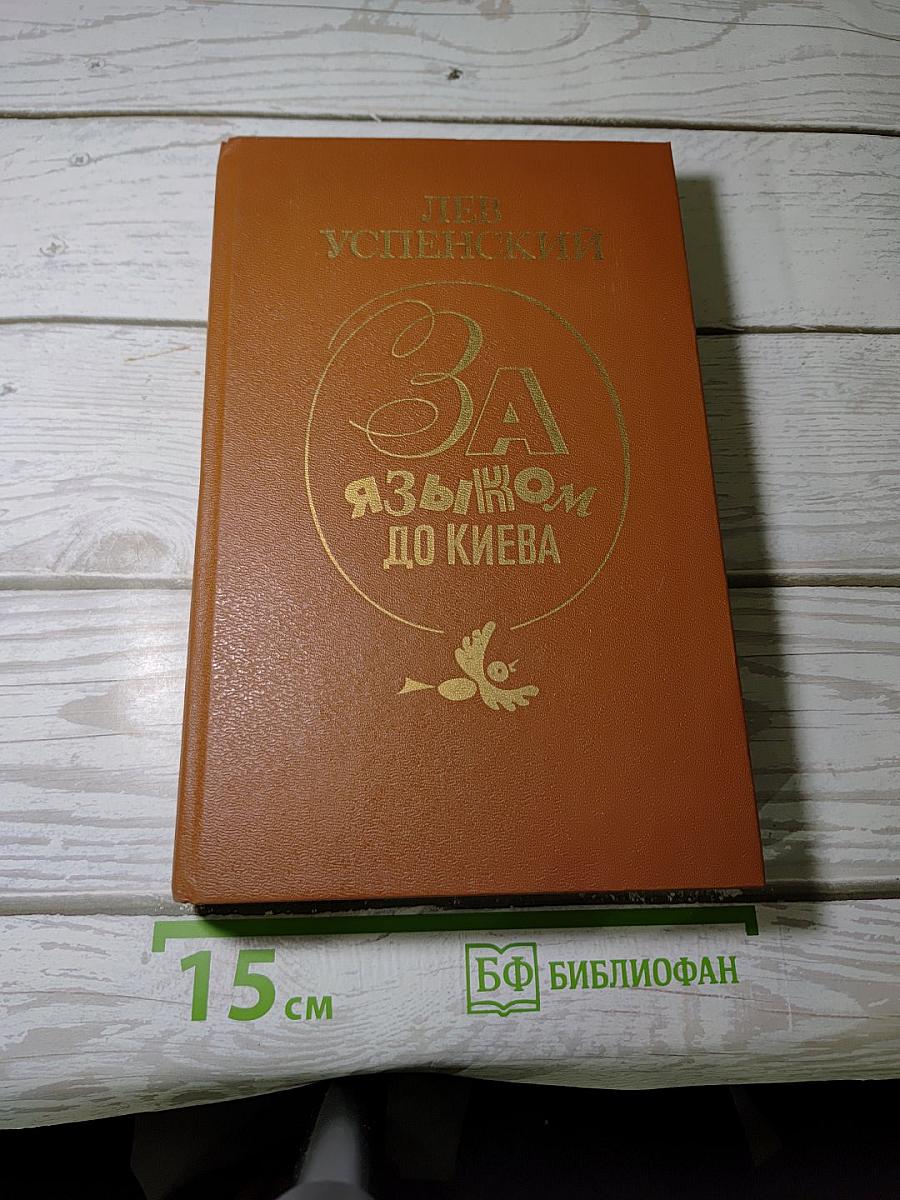 ЛЕВ
УСПЕНСКИЙ
ЗА
ЯЗЫКОМ
ДО КИЕВА
15 см
БФ БИБЛИОФАН